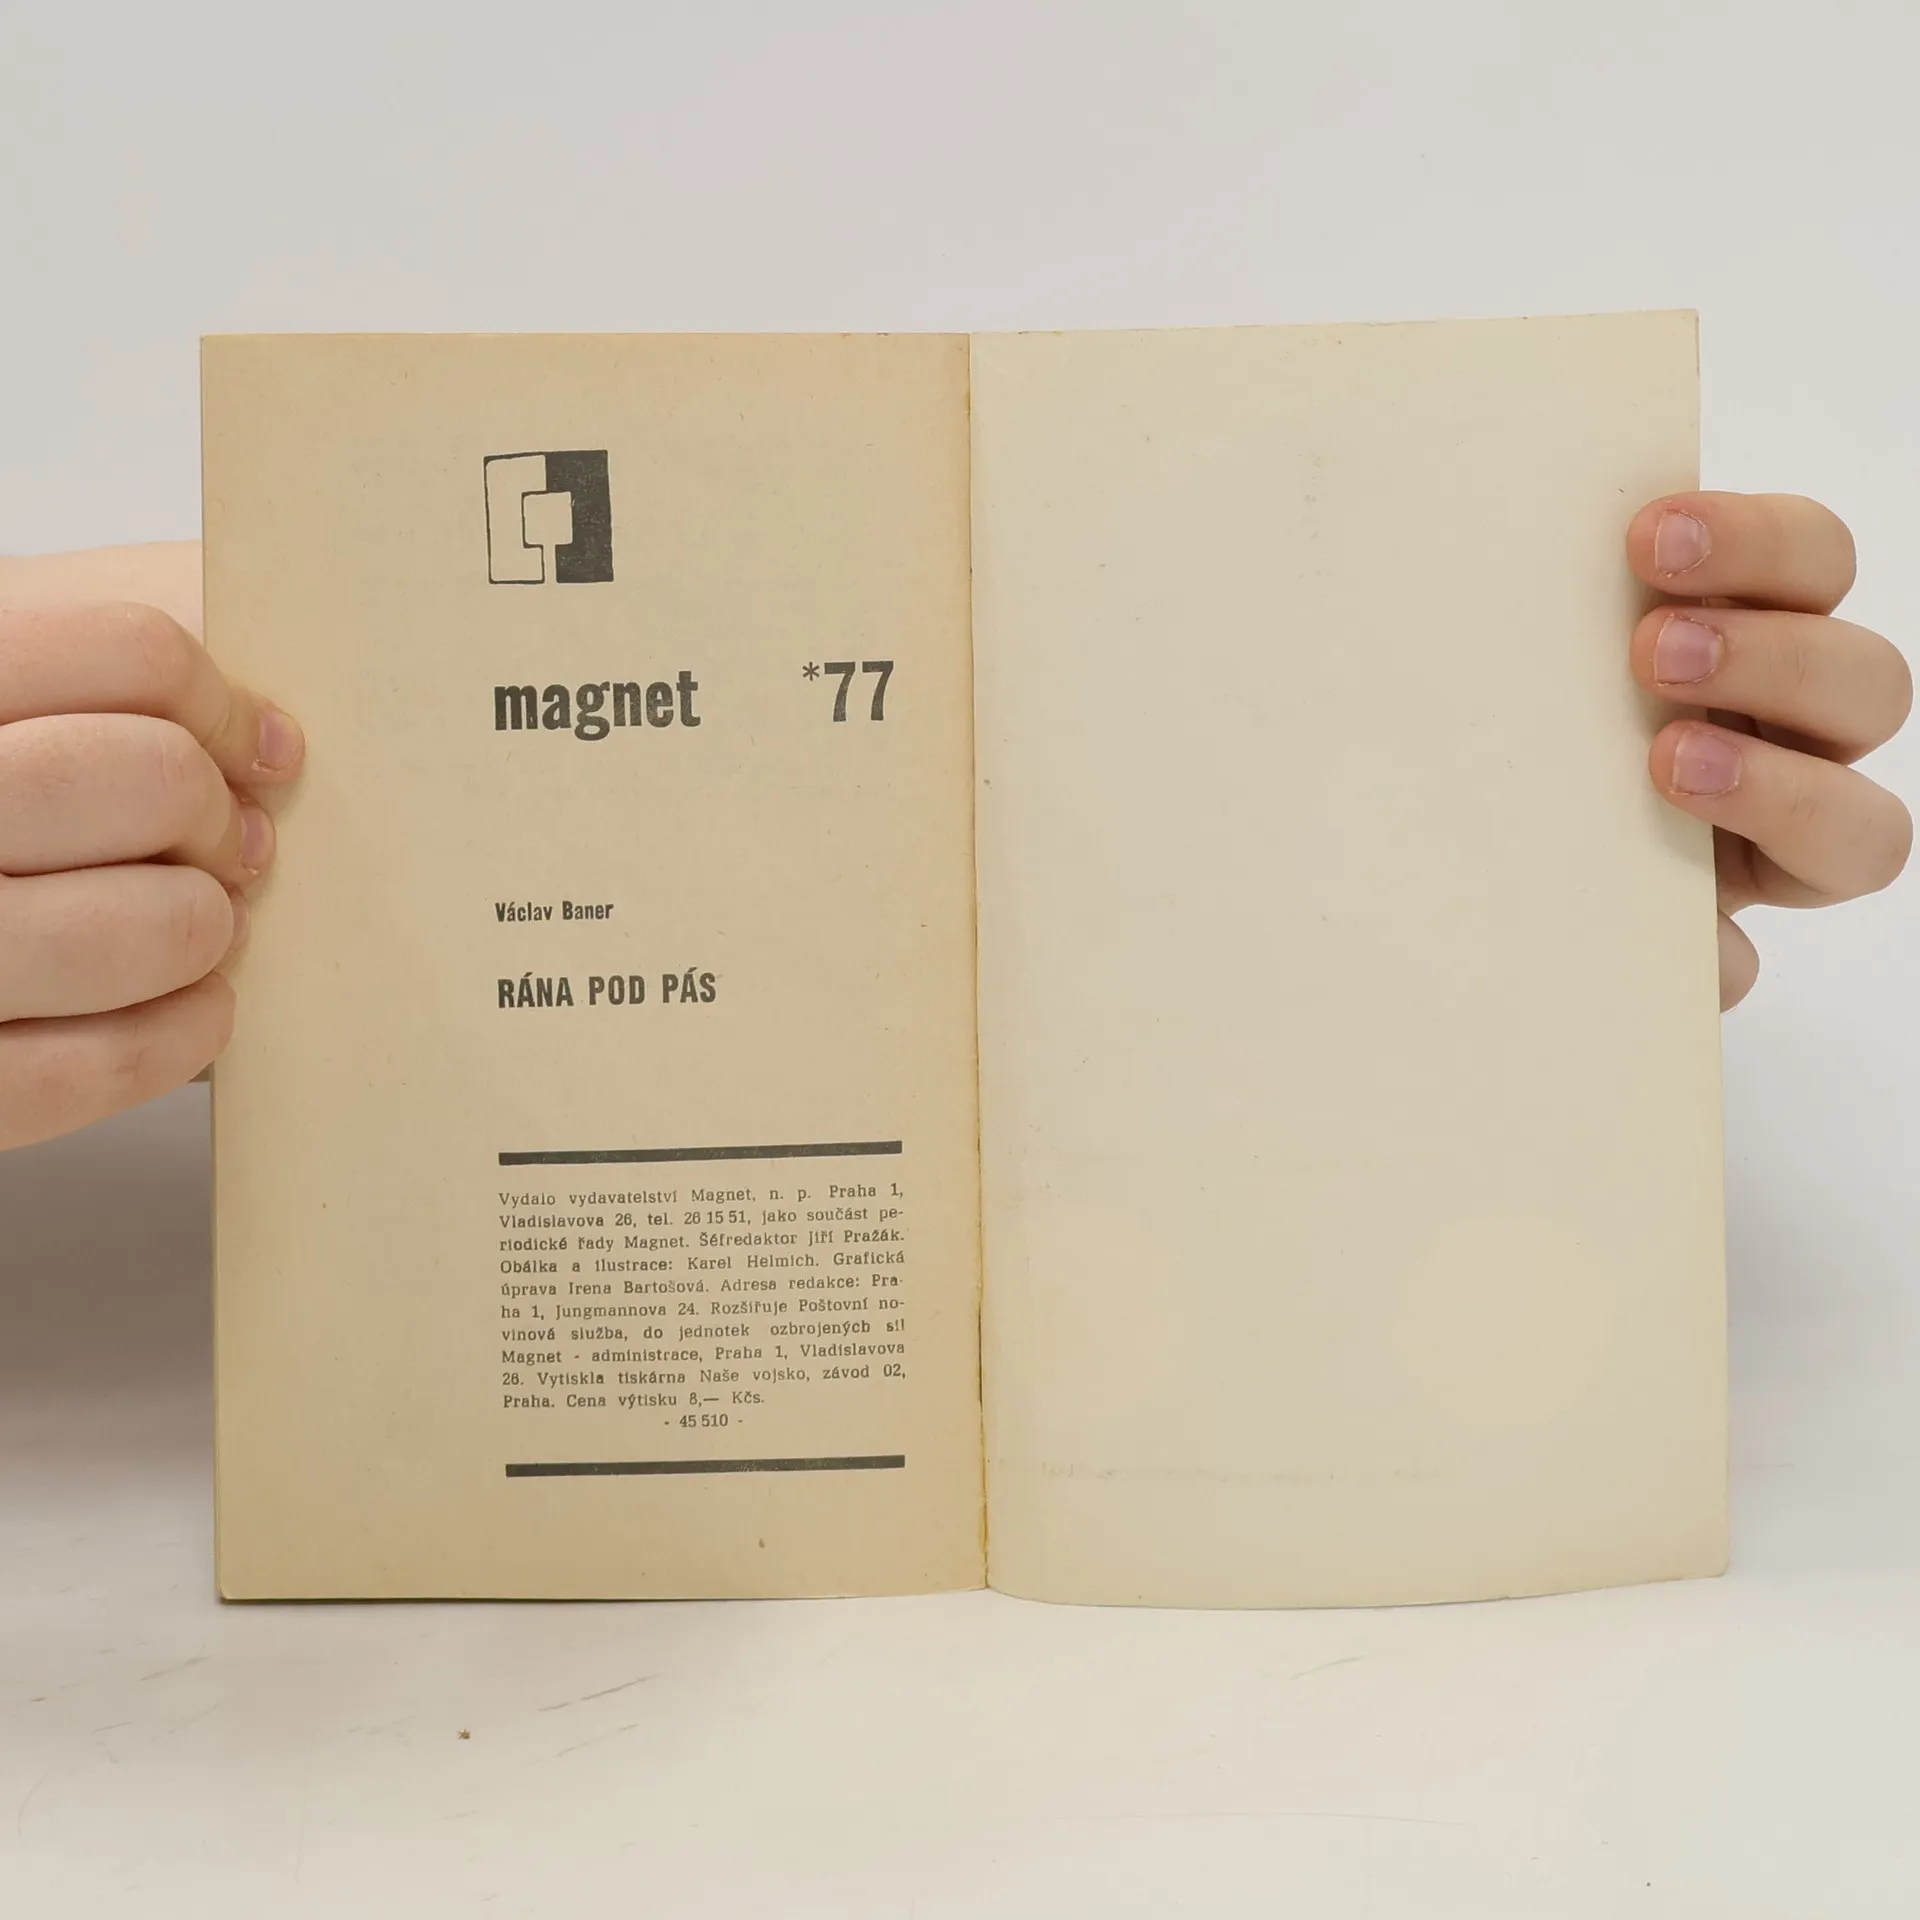 magnet *77
Václav Baner
RÁNA POD PÁS
Vydalo vydavatelství Magnet, n. p. Praha 1,
Vladislavova 26, tel. 26 15 51, jako součást pe-
riodické řady Magnet. Šéfredaktor Jiří Pražák.
Obálka a ilustrace: Karel Helmich. Grafická
úprava Irena Bartošová. Adresa redakce: Pra-
ha 1, Jungmannova 24. Rozšiřuje Poštovní no-
vinová služba, do jednotek ozbrojených sil
Magnet - administrace, Praha 1, Vladislavova
26. Vytiskla tiskárna Naše vojsko, závod 02,
Praha. Cena výtisku 8,— Kčs.
- 45 510 -